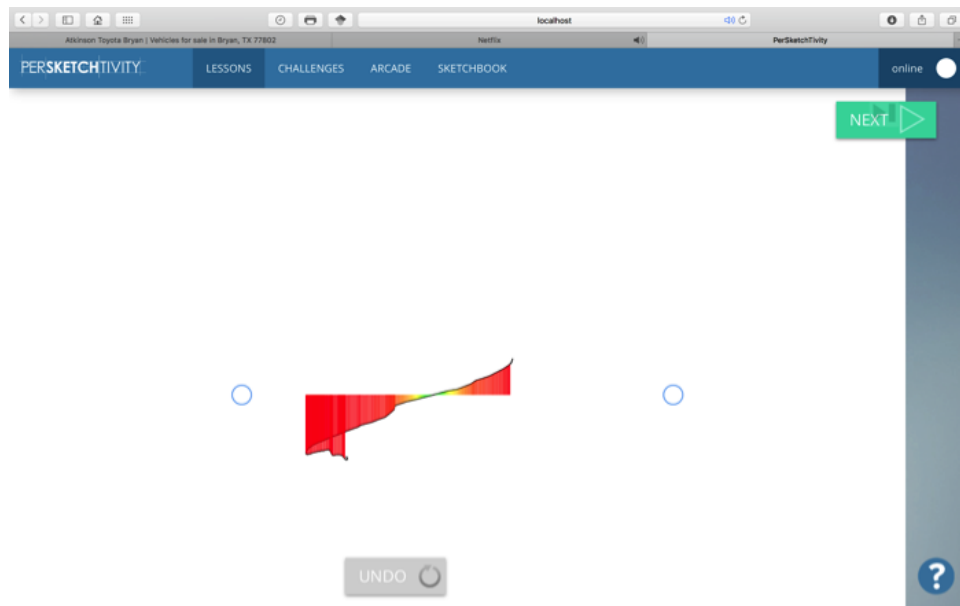 localhost
Atkinson Toyota Bryan | Vehicles for sale in Bryan, TX 77802 Netflix PerSketchTivity
PERSKETCHTIVITY LESSONS CHALLENGES ARCADE SKETCHBOOK online
NEXT
UNDO
?